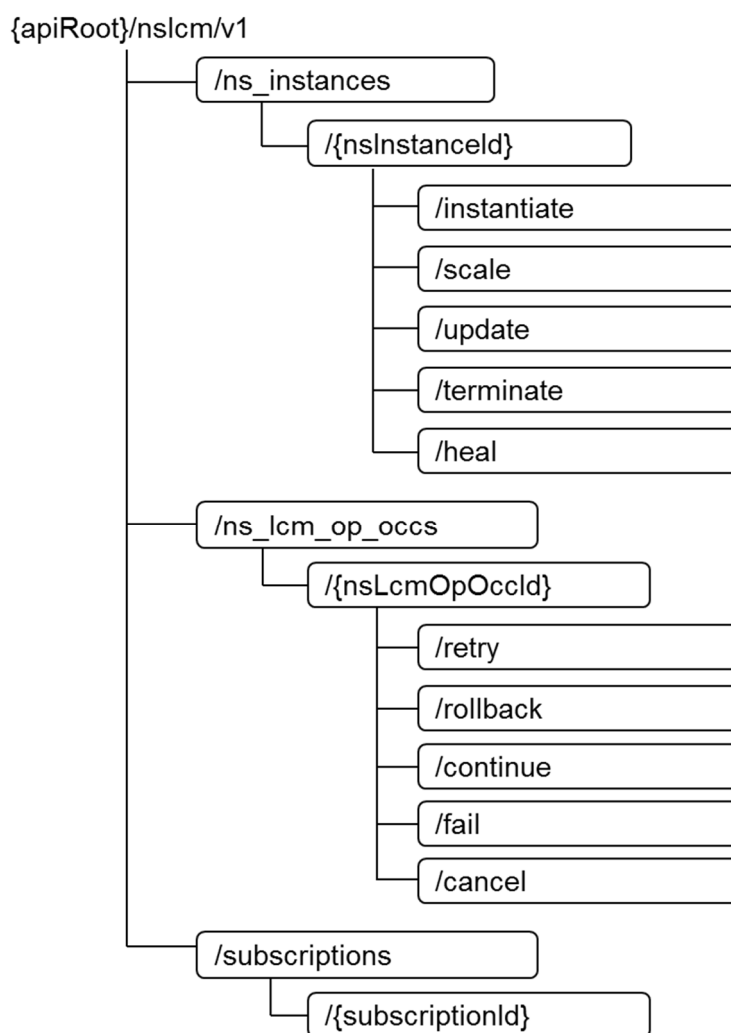 {apiRoot}/nslcm/v1
/ns_instances
/{nsInstanceId}
/instantiate
/scale
/update
/terminate
/heal
/ns_lcm_op_occs
/{nsLcmOpOccId}
/retry
/rollback
/continue
/fail
/cancel
/subscriptions
/{subscriptionId}